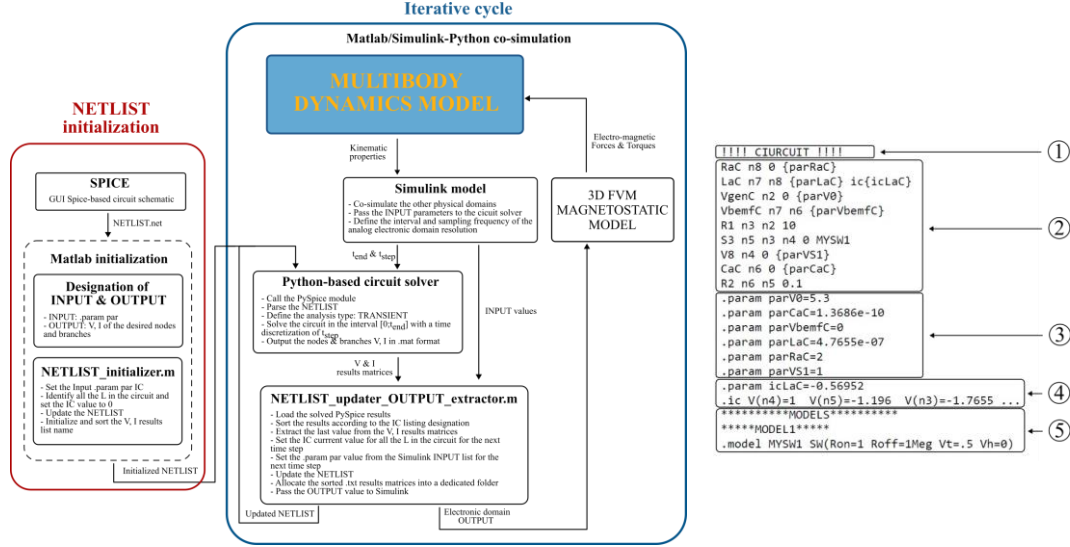 Iterative cycle
Matlab/Simulink-Python co-simulation
MULTIBODY
DYNAMICS MODEL
NETLIST
initialization
Kinematic
properties
Electro-magnetic
Forces & Torques
SPICE
GUI Spice-based circuit schematic
NETLIST.net
Matlab initialization
Designation of
INPUT & OUTPUT
- INPUT: .param par
- OUTPUT: V, I of the desired nodes
and branches
NETLIST_initializer.m
- Set the Input .param par IC
- Identify all the L in the circuit and
set the IC value to 0
- Update the NETLIST
- Initialize and sort the V, I results
list name
Initialized NETLIST
Simulink model
- Co-simulate the other physical domains
- Pass the INPUT parameters to the cicuit solver
- Define the interval and sampling frequency of the
analog electronic domain resolution
3D FVM
MAGNETOSTATIC
MODEL
tend & tstep
Python-based circuit solver
- Call the PySpice module
- Parse the NETLIST
- Define the analysis type: TRANSIENT
- Solve the circuit in the interval [0;tend] with a time
discretization of tstep
- Output the nodes & branches V, I in .mat format
INPUT values
V & I
results matrices
NETLIST_updater_OUTPUT_extractor.m
- Load the solved PySpice results
- Sort the results according to the IC listing designation
- Extract the last value from the V, I results matrices
- Set the IC currrent value for all the L in the circuit for the next
time step
- Set the .param par value from the Simulink INPUT list for the
next time step
- Update the NETLIST
- Allocate the sorted .txt results matrices into a dedicated folder
- Pass the OUTPUT value to Simulink
Updated NETLIST
Electronic domain
OUTPUT
!!!! CIURCUIT !!!!
①
RaC n8 0 {parRaC}
LaC n7 n8 {parLaC} ic{icLaC}
VgenC n2 0 {parV0}
VbemfC n7 n6 {parVbemfC}
R1 n3 n2 10
S3 n5 n3 n4 0 MYSW1
V8 n4 0 {parVS1}
CaC n6 0 {parCaC}
R2 n6 n5 0.1
②
.param parV0=5.3
.param parCaC=1.3686e-10
.param parVbemfC=0
.param parLaC=4.7655e-07
.param parRaC=2
.param parVS1=1
③
.param icLaC=-0.56952
.ic V(n4)=1 V(n5)=-1.196 V(n3)=-1.7655 ...
④
**********MODELS**********
*****MODEL1*****
.model MYSW1 SW(Ron=1 Roff=1Meg Vt=.5 Vh=0)
⑤